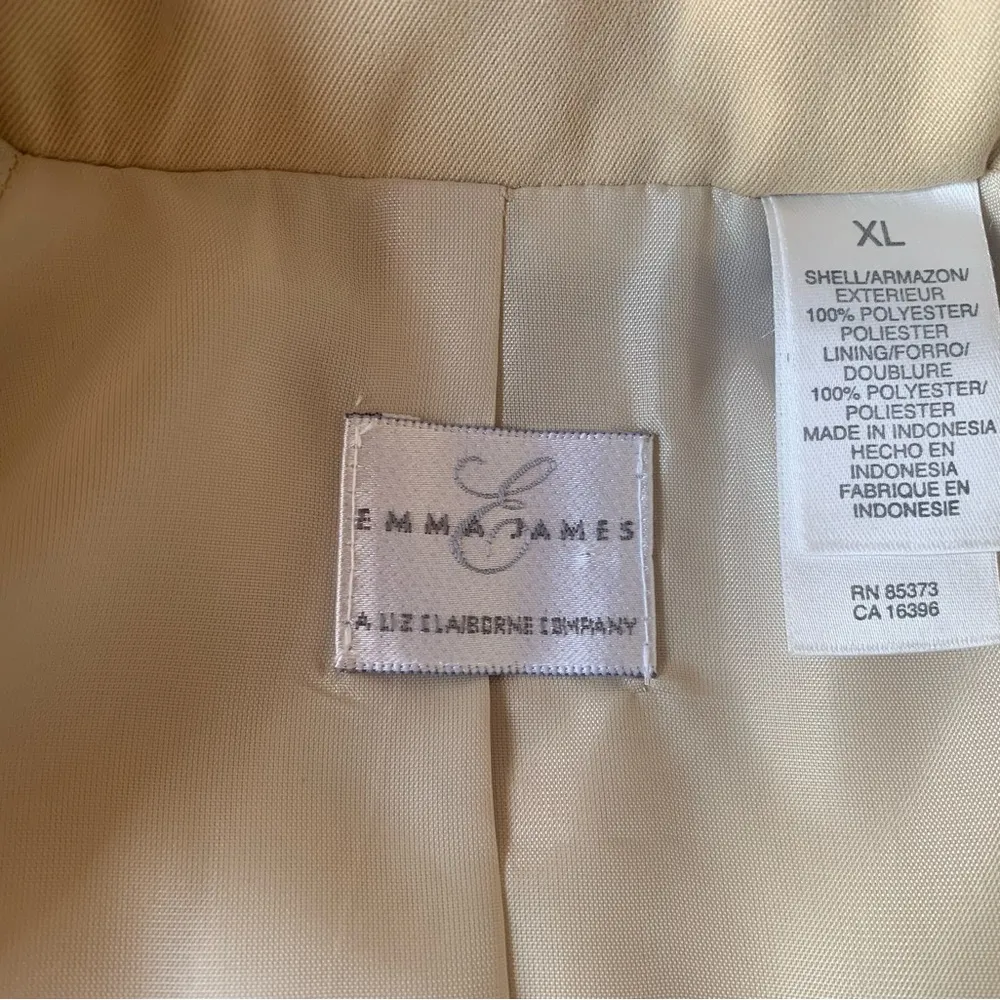 E
EMMA JAMES
A LIZ CLAIBORNE COMPANY
XL
SHELL/ARMAZON/
EXTERIEUR
100% POLYESTER/
POLIESTER
LINING/FORRO/
DOUBLURE
100% POLYESTER/
POLIESTER
MADE IN INDONESIA
HECHO EN
INDONESIA
FABRIQUE EN
INDONESIE
RN 85373
CA 16396